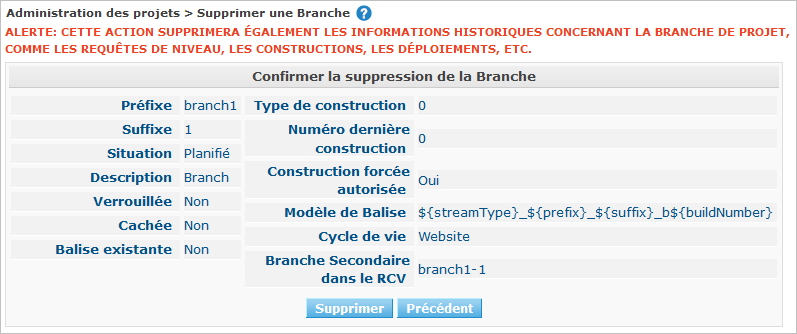 Administration des projets > Supprimer une Branche ?
ALERTE: CETTE ACTION SUPPRIMERA ÉGALEMENT LES INFORMATIONS HISTORIQUES CONCERNANT LA BRANCHE DE PROJET,
COMME LES REQUÊTES DE NIVEAU, LES CONSTRUCTIONS, LES DÉPLOIEMENTS, ETC.
Confirmer la suppression de la Branche
Préfixe branch1
Suffixe 1
Situation Planifié
Description Branch
Verrouillée Non
Cachée Non
Balise existante Non
Type de construction 0
Numéro dernière
construction 0
Construction forcée
autorisée Oui
Modèle de Balise ${streamType}_${prefix}_${suffix}_b${buildNumber}
Cycle de vie Website
Branche Secondaire
dans le RCV branch1-1
Supprimer Précédent